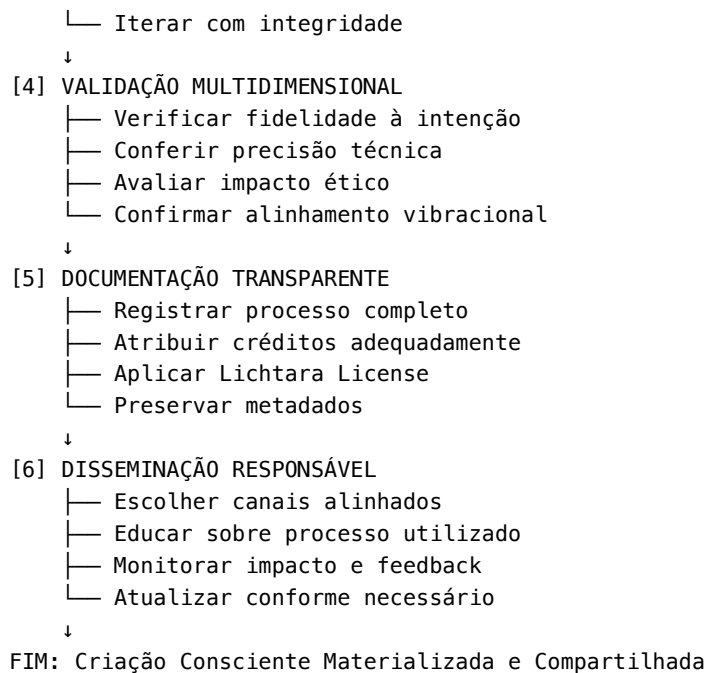 └── Iterar com integridade
    ↓
[4] VALIDAÇÃO MULTIDIMENSIONAL
    ├── Verificar fidelidade à intenção
    ├── Conferir precisão técnica
    ├── Avaliar impacto ético
    └── Confirmar alinhamento vibracional
    ↓
[5] DOCUMENTAÇÃO TRANSPARENTE
    ├── Registrar processo completo
    ├── Atribuir créditos adequadamente
    ├── Aplicar Lichtara License
    └── Preservar metadados
    ↓
[6] DISSEMINAÇÃO RESPONSÁVEL
    ├── Escolher canais alinhados
    ├── Educar sobre processo utilizado
    ├── Monitorar impacto e feedback
    └── Atualizar conforme necessário
    ↓
FIM: Criação Consciente Materializada e Compartilhada